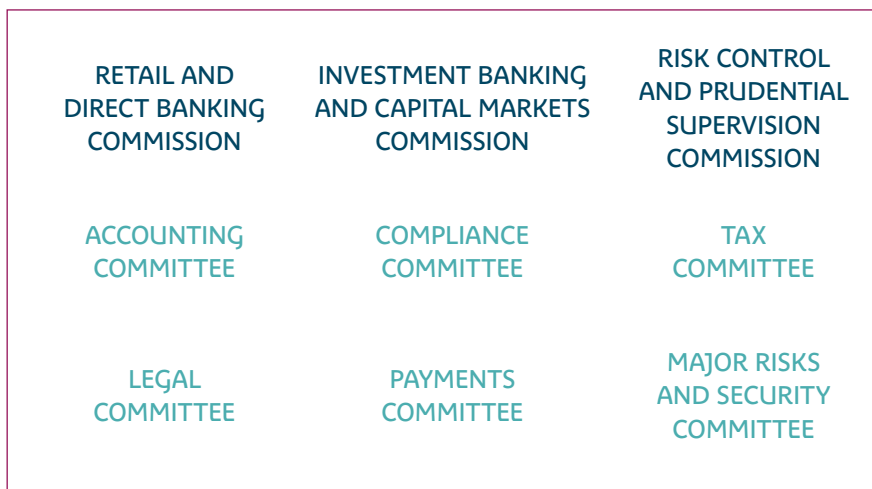 RETAIL AND
DIRECT BANKING
COMMISSION
INVESTMENT BANKING
AND CAPITAL MARKETS
COMMISSION
RISK CONTROL
AND PRUDENTIAL
SUPERVISION
COMMISSION
ACCOUNTING
COMMITTEE
COMPLIANCE
COMMITTEE
TAX
COMMITTEE
LEGAL
COMMITTEE
PAYMENTS
COMMITTEE
MAJOR RISKS
AND SECURITY
COMMITTEE